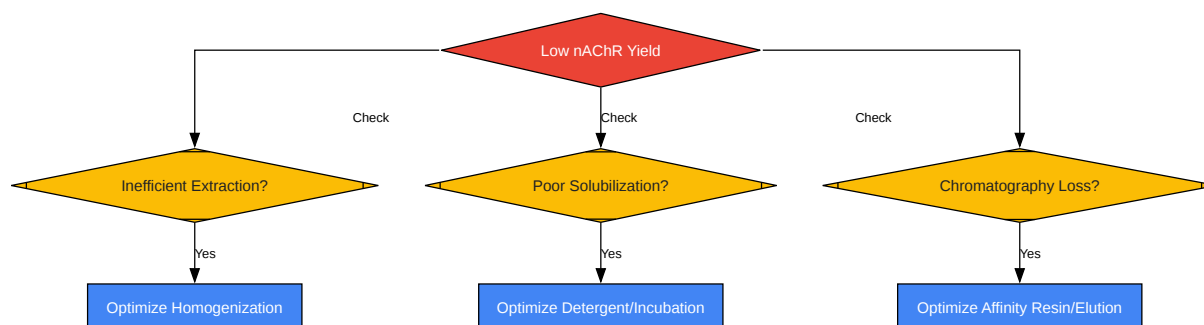 Low nAChR Yield
Check
Check
Check
Inefficient Extraction?
Poor Solubilization?
Chromatography Loss?
Yes
Yes
Yes
Optimize Homogenization
Optimize Detergent/Incubation
Optimize Affinity Resin/Elution